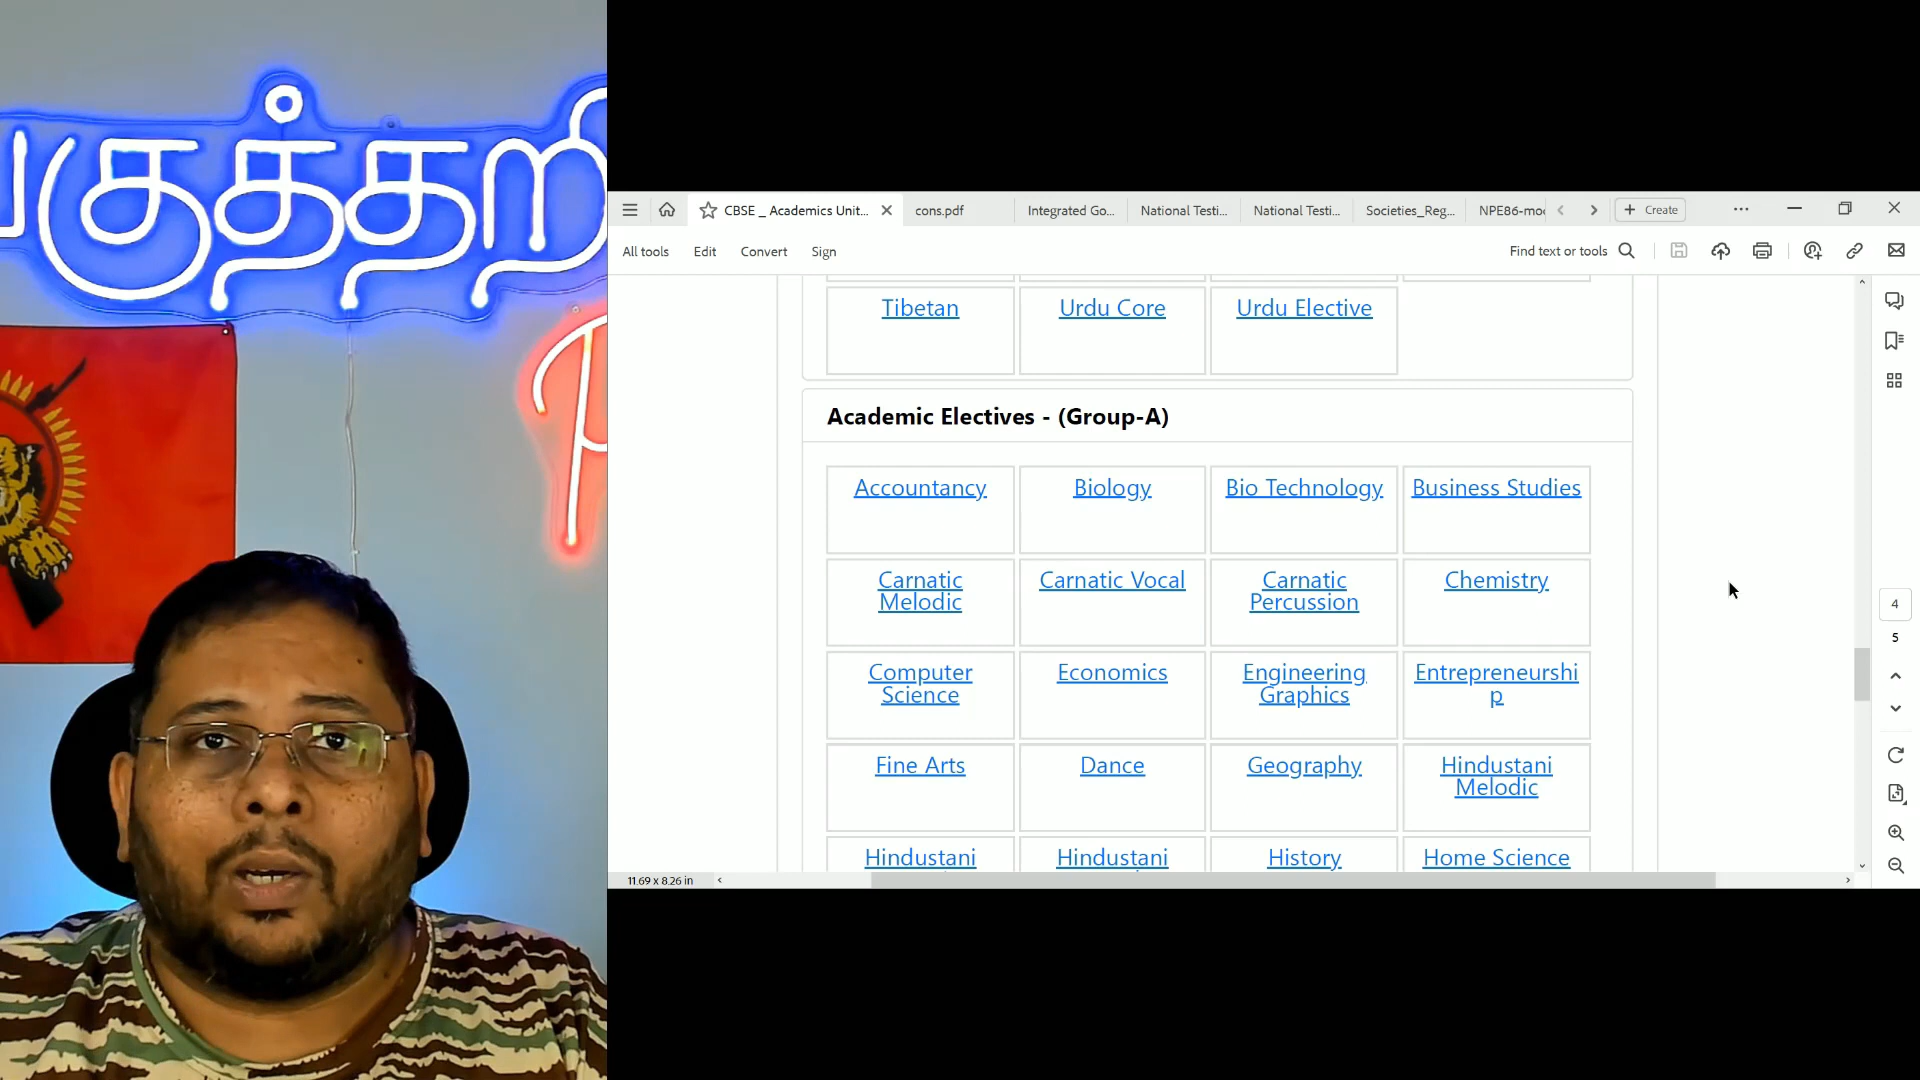 பகுத்தறி
CBSE _ Academics Unit...
cons.pdf
Integrated Go...
National Testi...
National Testi...
Societies_Reg...
NPE86-mo
Create
All tools
Edit
Convert
Sign
Find text or tools
Tibetan
Urdu Core
Urdu Elective
Academic Electives - (Group-A)
Accountancy
Biology
Bio Technology
Business Studies
Carnatic
Melodic
Carnatic Vocal
Carnatic
Percussion
Chemistry
Computer
Science
Economics
Engineering
Graphics
Entrepreneurshi
p
Fine Arts
Dance
Geography
Hindustani
Melodic
Hindustani
Hindustani
History
Home Science
4
5
11.69 x 8.26 in